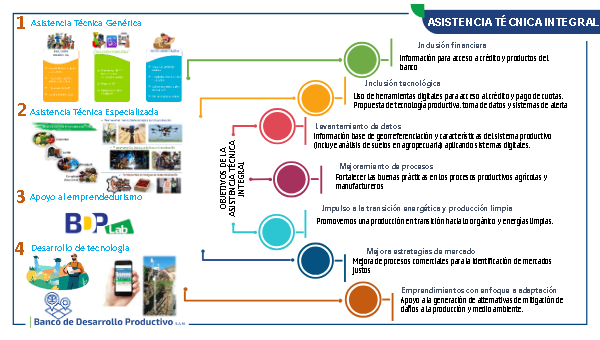 ASISTENCIA TÉCNICA INTEGRAL
1 Asistencia Técnica Genérica
2 Asistencia Técnica Especializada
3 Apoyo al emprendedurismo
BDP Lab
4 Desarrollo de tecnología
Banco de Desarrollo Productivo S.A.M.
OBJETIVOS DE LA
ASISTENCIA TÉCNICA
INTEGRAL
Inclusión financiera
Información para acceso a crédito y productos del
banco
Inclusión tecnológica
Uso de herramientas digitales para acceso al crédito y pago de cuotas.
Propuesta de tecnología productiva. toma de datos y sistemas de alerta
Levantamiento de datos
Información base de georreferenciación y características del sistema productivo
(incluye análisis de suelos en agropecuaria) aplicando sistemas digitales.
Mejoramiento de procesos
Fortalecer las buenas prácticas en los procesos productivos agrícolas y
manufactureros
Impulso a la transición energética y producción limpia
Promovemos una producción en transición hacia lo orgánico y energías limpias.
Mejora estrategias de mercado
Mejora de procesos comerciales para la identificación de mercados
justos
Emprendimientos con enfoque a adaptación
Apoyo a la generación de alternativas de mitigación de
daños a la producción y medio ambiente.